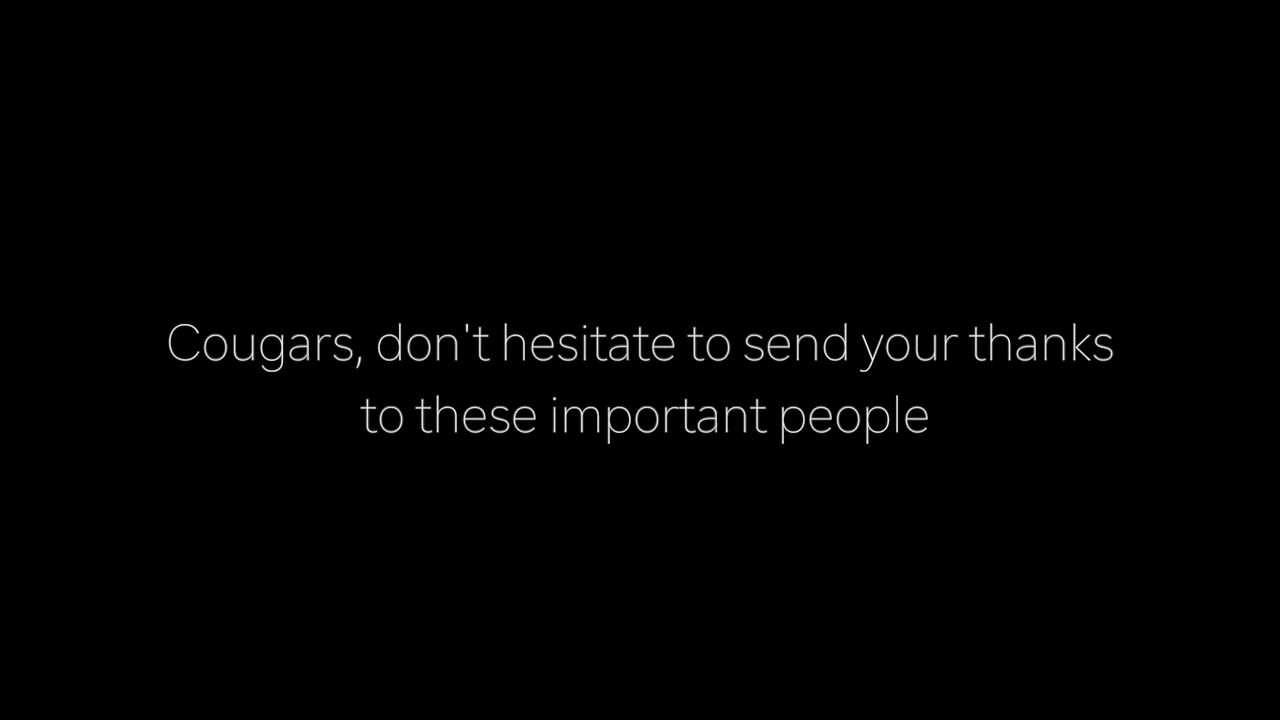 Cougars, don't hesitate to send your thanks
to these important people